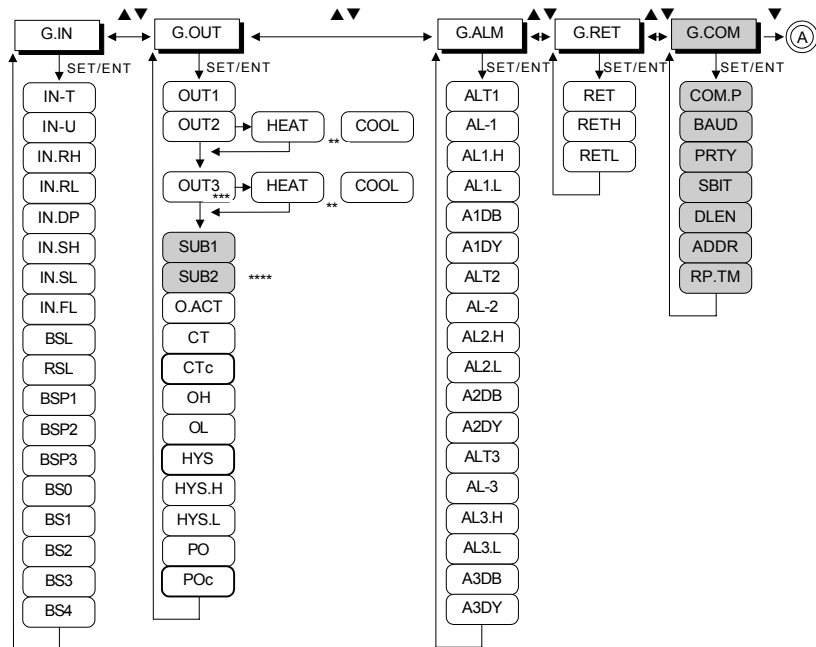 ▲▼ ▲▼ ▲▼ ▲▼ ▼
G.IN G.OUT G.ALM G.RET G.COM A
SET/ENT SET/ENT SET/ENT SET/ENT SET/ENT
IN-T
IN-U
IN.RH
IN.RL
IN.DP
IN.SH
IN.SL
IN.FL
BSL
RSL
BSP1
BSP2
BSP3
BS0
BS1
BS2
BS3
BS4
OUT1
OUT2 HEAT COOL
**
OUT3 HEAT COOL
*** **
SUB1
SUB2 ****
O.ACT
CT
CTc
OH
OL
HYS
HYS.H
HYS.L
PO
POc
ALT1
AL-1
AL1.H
AL1.L
A1DB
A1DY
ALT2
AL-2
AL2.H
AL2.L
A2DB
A2DY
ALT3
AL-3
AL3.H
AL3.L
A3DB
A3DY
RET
RETH
RETL
COM.P
BAUD
PRTY
SBIT
DLEN
ADDR
RP.TM